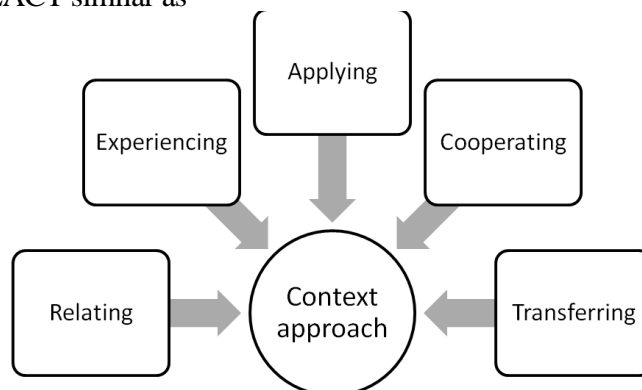 similar as
Applying
Experiencing
Cooperating
Relating
Context
approach
Transferring